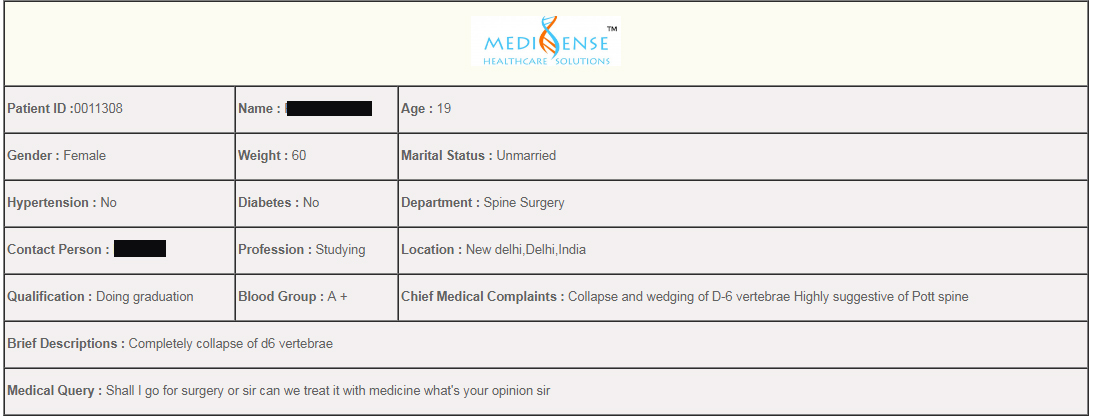 MEDISENSE™
HEALTHCARE SOLUTIONS
Patient ID :0011308 Name : Age : 19
Gender : Female Weight : 60 Marital Status : Unmarried
Hypertension : No Diabetes : No Department : Spine Surgery
Contact Person : Profession : Studying Location : New delhi,Delhi,India
Qualification : Doing graduation Blood Group : A + Chief Medical Complaints : Collapse and wedging of D-6 vertebrae Highly suggestive of Pott spine
Brief Descriptions : Completely collapse of d6 vertebrae
Medical Query : Shall I go for surgery or sir can we treat it with medicine what's your opinion sir